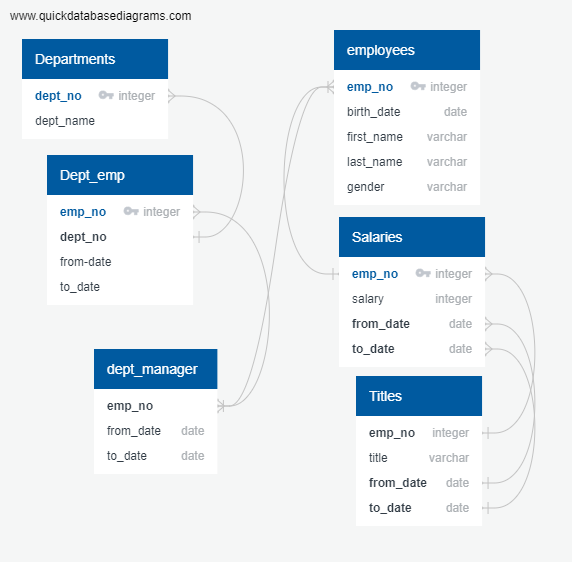 www.quickdatabasediagrams.com
Departments
dept_no integer
dept_name
Dept_emp
emp_no integer
dept_no
from-date
to_date
dept_manager
emp_no
from_date date
to_date date
employees
emp_no integer
birth_date date
first_name varchar
last_name varchar
gender varchar
Salaries
emp_no integer
salary integer
from_date date
to_date date
Titles
emp_no integer
title varchar
from_date date
to_date date